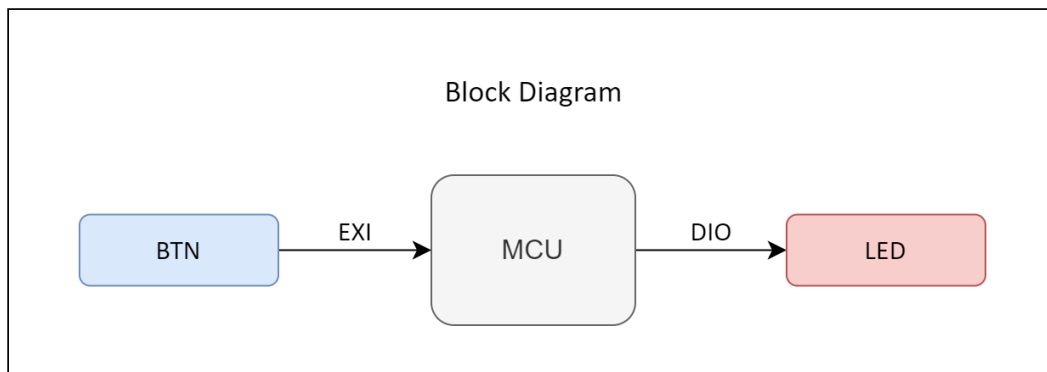 Block Diagram
BTN
EXI
MCU
DIO
LED